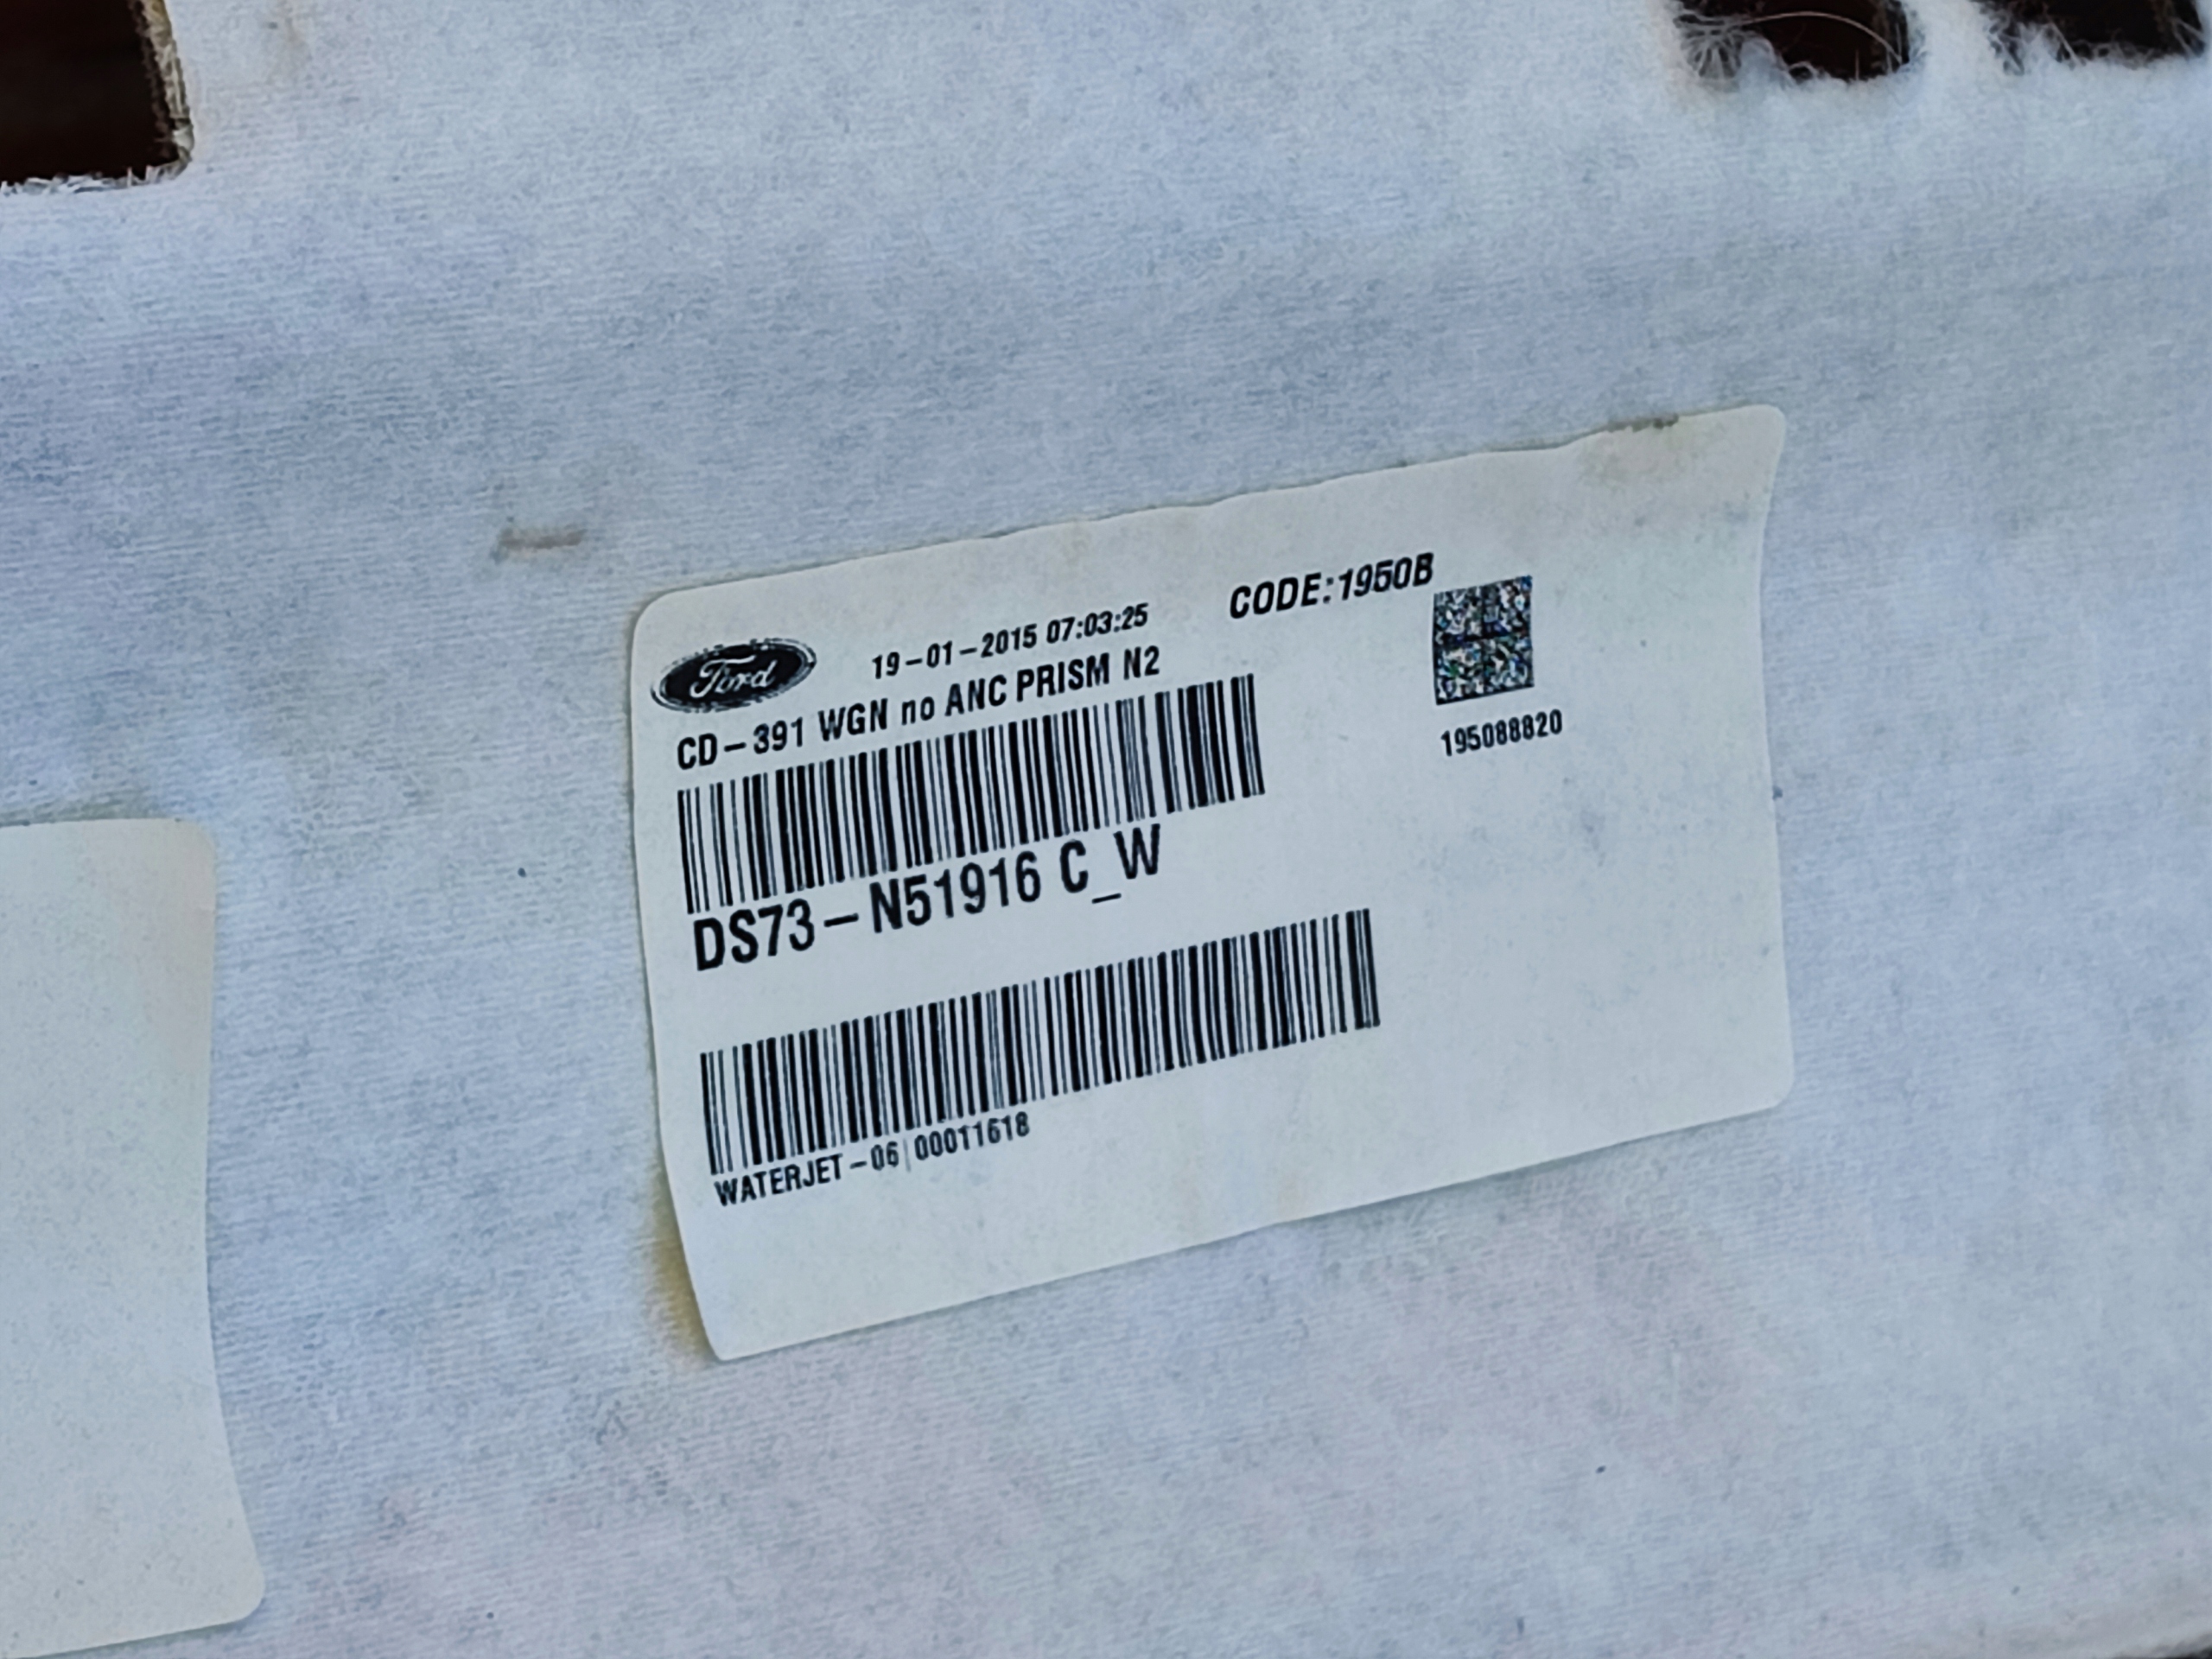 Ford
19-01-2015 07:03:25
CODE:1950B
CD-391 WGN no ANC PRISM N2
195088820
DS73-N51916 C_W
WATERJET-06|00011618